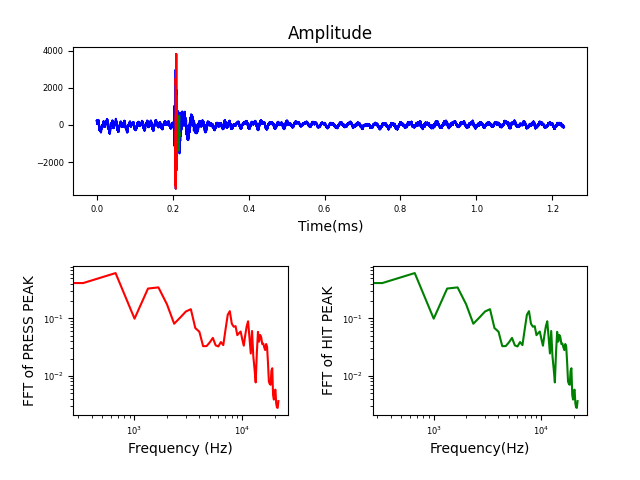 Amplitude
4000
2000
0
−2000
0.0 0.2 0.4 0.6 0.8 1.0 1.2
Time(ms)
FFT of PRESS PEAK
10⁻¹
10⁻²
10³ 10⁴
Frequency (Hz)
FFT of HIT PEAK
10⁻¹
10⁻²
10³ 10⁴
Frequency(Hz)